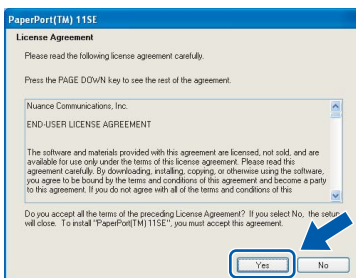 PaperPort(TM) 11SE
License Agreement
Please read the following license agreement carefully.
Press the PAGE DOWN key to see the rest of the agreement.
Nuance Communications, Inc.
END-USER LICENSE AGREEMENT
The software and materials provided with this agreement are licensed, not sold, and are
available for use only under the terms of this license agreement. Please read this
agreement carefully. By downloading, installing, copying, or otherwise using the software,
you agree to be bound by the terms and conditions of this agreement and become a party
to this agreement. If you do not agree with all of the terms and conditions of this
Do you accept all the terms of the preceding License Agreement? If you select No, the setup
will close. To install "PaperPort(TM) 11SE", you must accept this agreement.
Yes
No